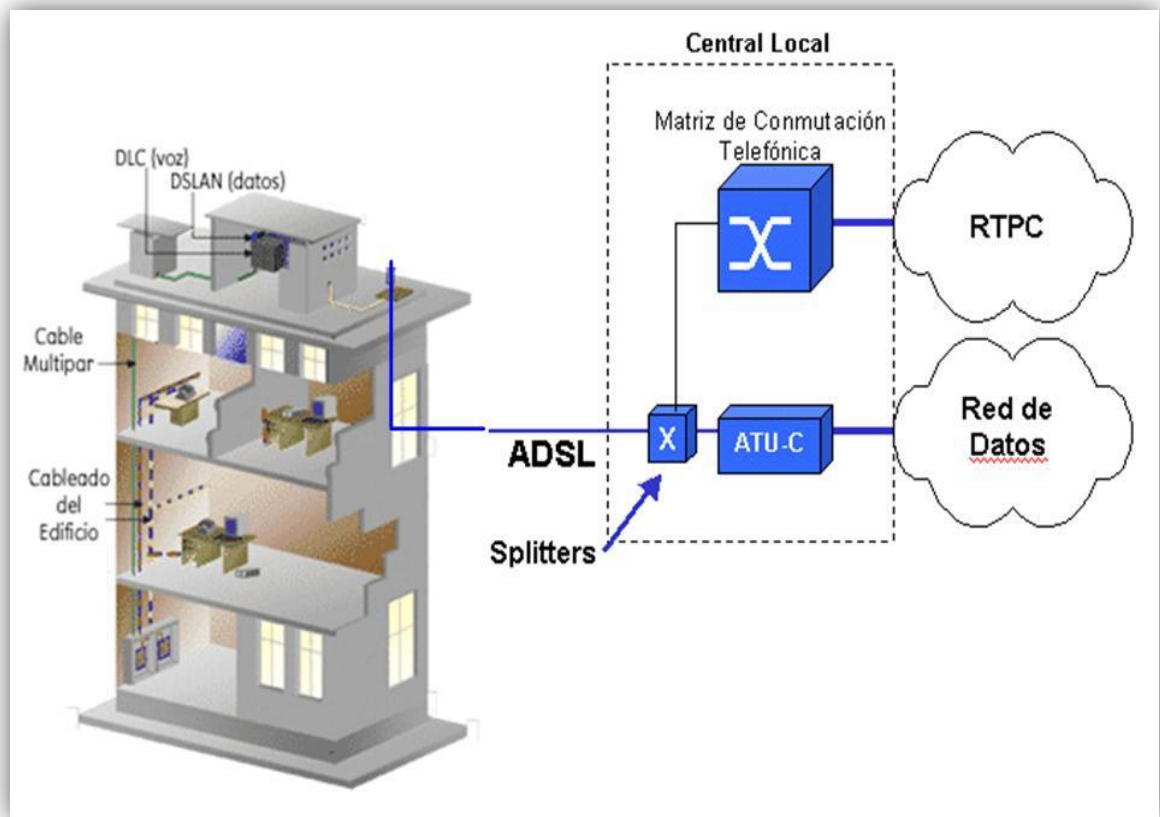 Central Local
Matriz de Conmutación
Telefónica
DLC (voz)
DSLAN (datos)
RTPC
Cable
Multipar
Red de
Datos
X
ATU-C
ADSL
Cableado
del
Edificio
Splitters